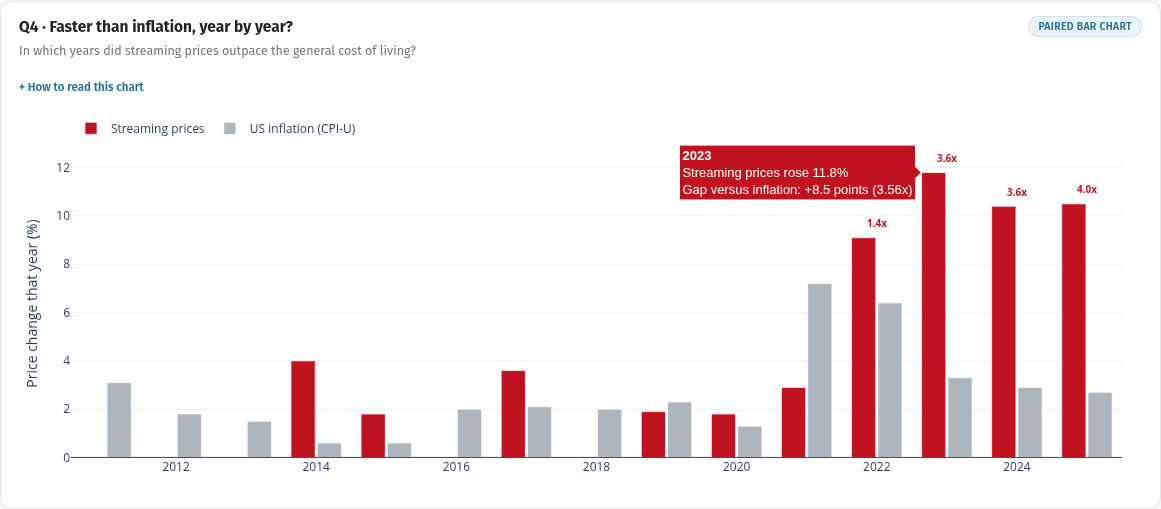 Q4 · Faster than inflation, year by year?
PAIRED BAR CHART
In which years did streaming prices outpace the general cost of living?
+ How to read this chart
Streaming prices
US inflation (CPI-U)
2023
Streaming prices rose 11.8%
Gap versus inflation: +8.5 points (3.56x)
3.6x
3.6x
4.0x
1.4x
Price change that year (%)
12
10
8
6
4
2
0
2012
2014
2016
2018
2020
2022
2024